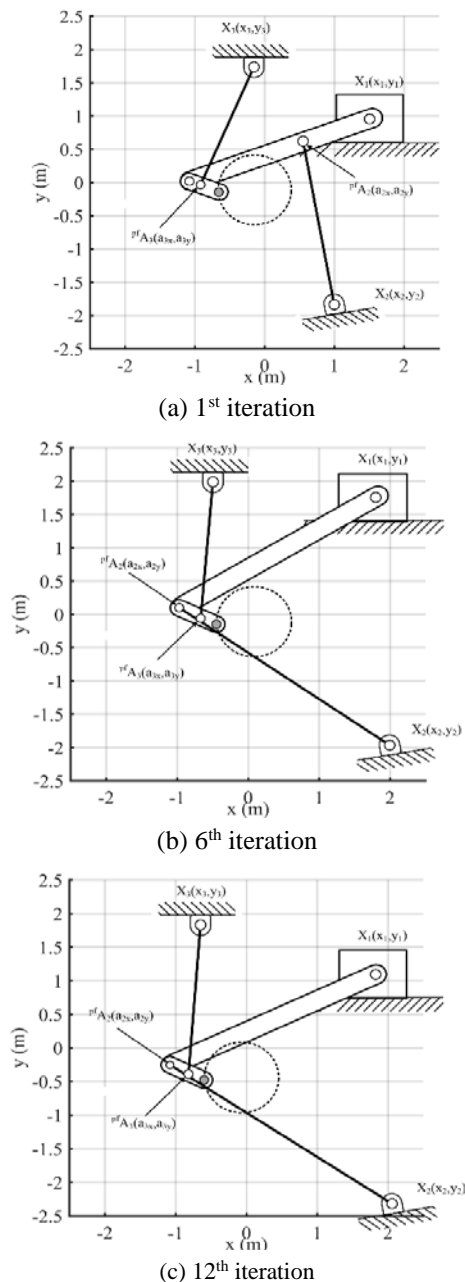 X₃(x₃,y₃)
X₁(x₁,y₁)
ᵖᶠA₂(a₂ₓ,a₂ᵧ)
ᵖᶠA₃(a₃ₓ,a₃ᵧ)
X₂(x₂,y₂)
y (m)
2.5
2
1.5
1
0.5
0
-0.5
-1
-1.5
-2
-2.5
-2 -1 0 1 2
x (m)
(a) 1st iteration
X₃(x₃,y₃)
X₁(x₁,y₁)
ᵖᶠA₂(a₂ₓ,a₂ᵧ)
ᵖᶠA₃(a₃ₓ,a₃ᵧ)
X₂(x₂,y₂)
y (m)
2.5
2
1.5
1
0.5
0
-0.5
-1
-1.5
-2
-2.5
-2 -1 0 1 2
x (m)
(b) 6th iteration
X₃(x₃,y₃)
X₁(x₁,y₁)
ᵖᶠA₂(a₂ₓ,a₂ᵧ)
ᵖᶠA₃(a₃ₓ,a₃ᵧ)
X₂(x₂,y₂)
y (m)
2.5
2
1.5
1
0.5
0
-0.5
-1
-1.5
-2
-2.5
-2 -1 0 1 2
x (m)
(c) 12th iteration